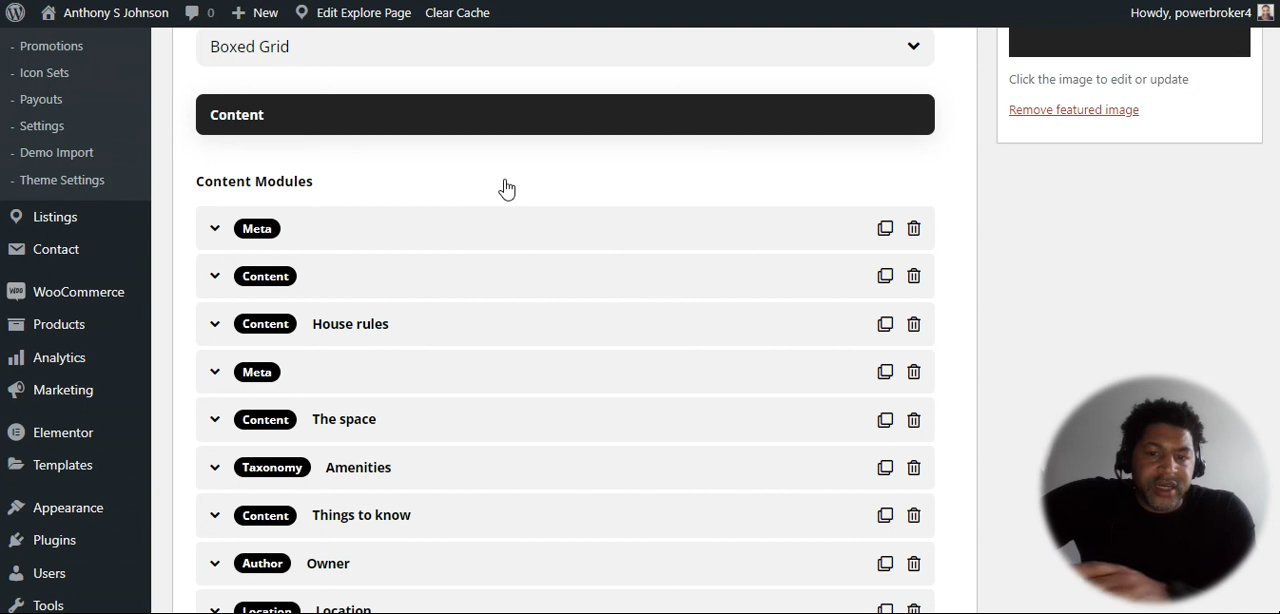 Anthony S Johnson
0
New
Edit Explore Page
Clear Cache
Howdy, powerbroker4
- Promotions
- Icon Sets
- Payouts
- Settings
- Demo Import
- Theme Settings
Listings
Contact
WooCommerce
Products
Analytics
Marketing
Elementor
Templates
Appearance
Plugins
Users
Tools
Boxed Grid
Content
Content Modules
Meta
Content
Content House rules
Meta
Content The space
Taxonomy Amenities
Content Things to know
Author Owner
Location Location
Click the image to edit or update
Remove featured image